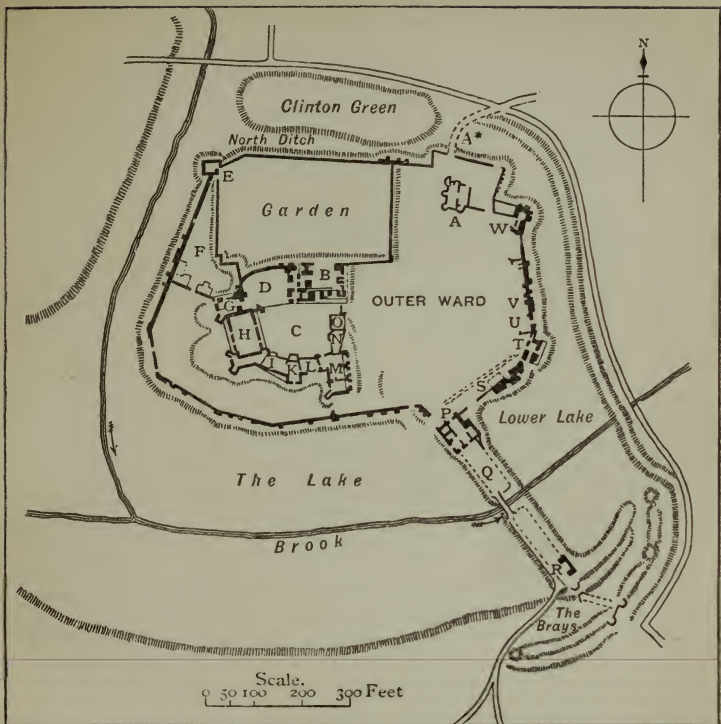 N
Clinton Green
North Ditch
A*
E
Garden
A
W
F
D
B
OUTER WARD
G
V
H
C
O
U
N
T
I
L
K
M
S
P
Lower Lake
The Lake
Q
Brook
R
The
Brays
Scale.
0 50 100 200 300 Feet